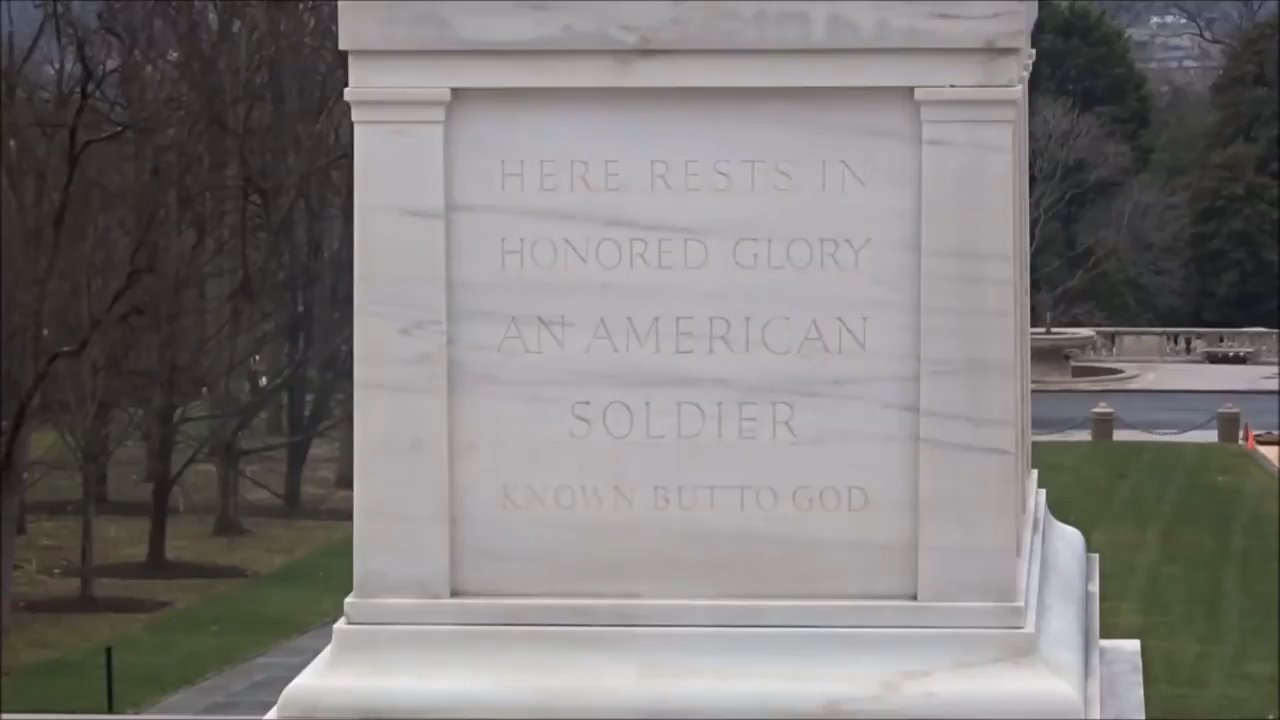 HERE RESTS IN
HONORED GLORY
AN AMERICAN
SOLDIER
KNOWN BUT TO GOD